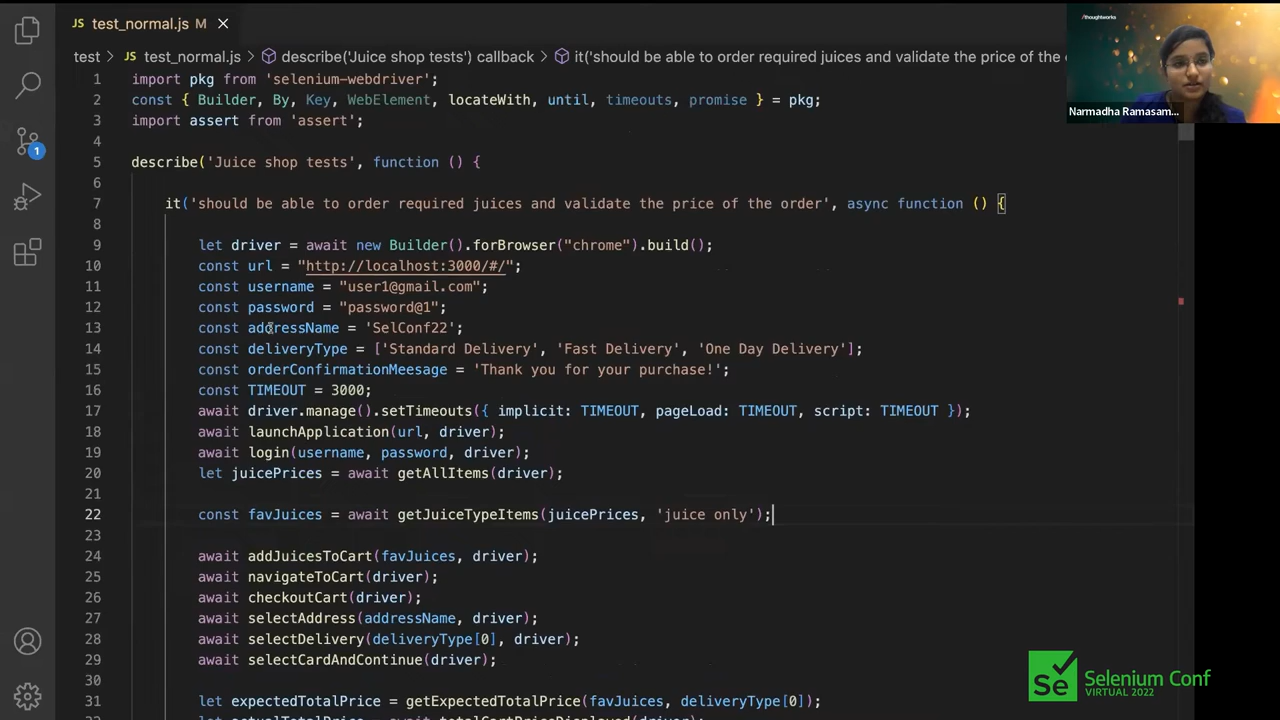 JS test_normal.js M
test JS test_normal.js describe('Juice shop tests') callback it('should be able to order required juices and validate the price of the o
/thoughtworks
Narmadha Ramasam...
1
1 import pkg from 'selenium-webdriver';
2 const { Builder, By, Key, WebElement, locateWith, until, timeouts, promise } = pkg;
3 import assert from 'assert';
4
5 describe('Juice shop tests', function () {
6
7 it('should be able to order required juices and validate the price of the order', async function () {
8
9 let driver = await new Builder().forBrowser("chrome").build();
10 const url = "http://localhost:3000/#/";
11 const username = "user1@gmail.com";
12 const password = "password@1";
13 const addressName = 'SelConf22';
14 const deliveryType = ['Standard Delivery', 'Fast Delivery', 'One Day Delivery'];
15 const orderConfirmationMeesage = 'Thank you for your purchase!';
16 const TIMEOUT = 3000;
17 await driver.manage().setTimeouts({ implicit: TIMEOUT, pageLoad: TIMEOUT, script: TIMEOUT });
18 await launchApplication(url, driver);
19 await login(username, password, driver);
20 let juicePrices = await getAllItems(driver);
21
22 const favJuices = await getJuiceTypeItems(juicePrices, 'juice only');
23
24 await addJuicesToCart(favJuices, driver);
25 await navigateToCart(driver);
26 await checkoutCart(driver);
27 await selectAddress(addressName, driver);
28 await selectDelivery(deliveryType[0], driver);
29 await selectCardAndContinue(driver);
30
31 let expectedTotalPrice = getExpectedTotalPrice(favJuices, deliveryType[0]);
Se Selenium Conf
VIRTUAL 2022